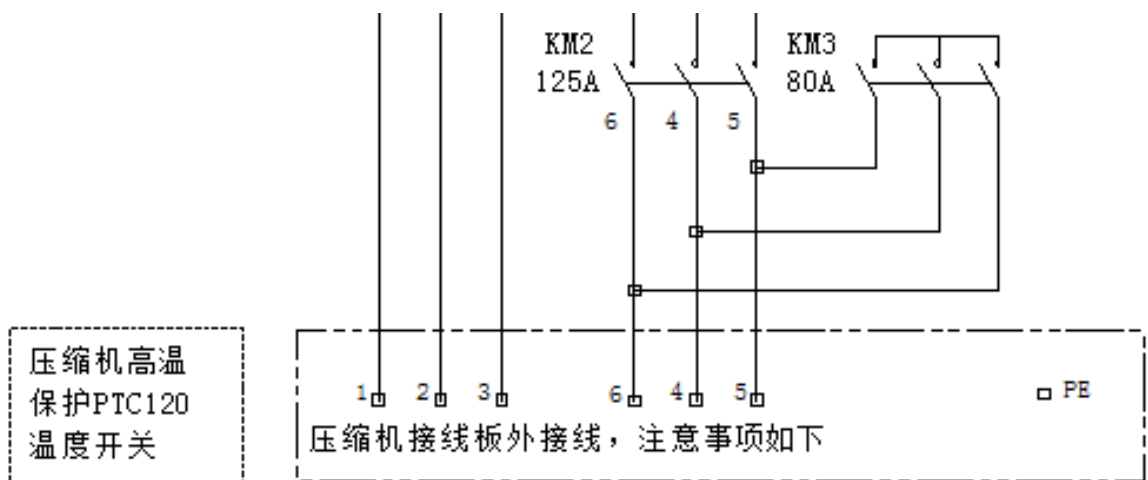 KM2
125A
KM3
80A
6 4 5
压缩机高温
保护PTC120
温度开关
1 2 3 6 4 5 PE
压缩机接线板外接线，注意事项如下